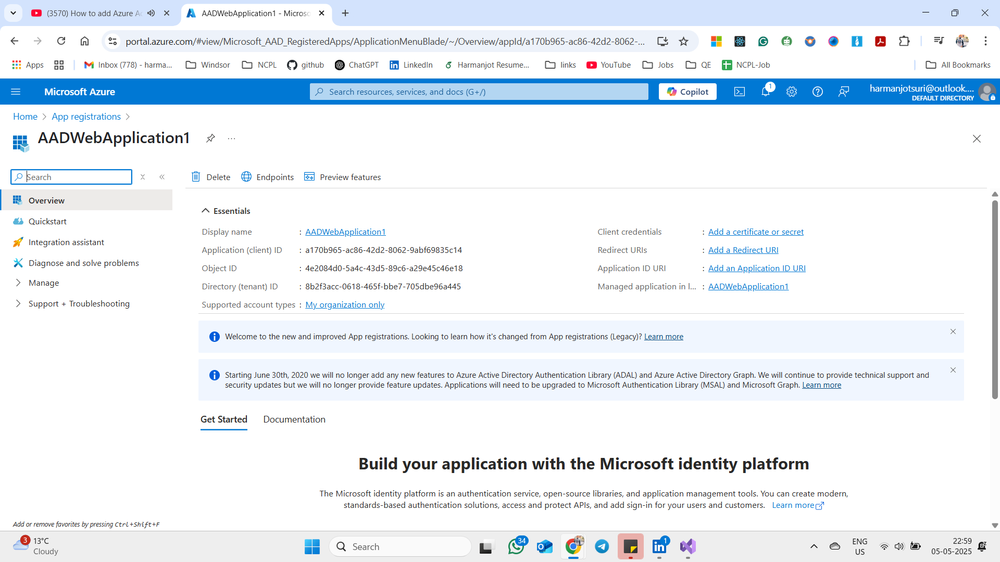 (3570) How to add Azure Ac
AADWebApplication1 - Microso
portal.azure.com/#view/Microsoft_AAD_RegisteredApps/ApplicationMenuBlade/~/Overview/appId/a170b965-ac86-42d2-8062-...
Apps
Inbox (778) - harma...
Windsor
NCPL
github
ChatGPT
LinkedIn
Harmanjot Resume...
links
YouTube
Jobs
QE
NCPL-Job
All Bookmarks
Microsoft Azure
Search resources, services, and docs (G+/)
Copilot
1
harmanjotsuri@outlook....
DEFAULT DIRECTORY
Home > App registrations >
AADWebApplication1
Search
Delete
Endpoints
Preview features
Overview
Quickstart
Integration assistant
Diagnose and solve problems
Manage
Support + Troubleshooting
Essentials
Display name : AADWebApplication1
Application (client) ID : a170b965-ac86-42d2-8062-9abf69835c14
Object ID : 4e2084d0-5a4c-43d5-89c6-a29e45c46e18
Directory (tenant) ID : 8b2f3acc-0618-465f-bbe7-705dbe96a445
Supported account types : My organization only
Client credentials : Add a certificate or secret
Redirect URIs : Add a Redirect URI
Application ID URI : Add an Application ID URI
Managed application in l... : AADWebApplication1
Welcome to the new and improved App registrations. Looking to learn how it's changed from App registrations (Legacy)? Learn more
Starting June 30th, 2020 we will no longer add any new features to Azure Active Directory Authentication Library (ADAL) and Azure Active Directory Graph. We will continue to provide technical support and
security updates but we will no longer provide feature updates. Applications will need to be upgraded to Microsoft Authentication Library (MSAL) and Microsoft Graph. Learn more
Get Started
Documentation
Build your application with the Microsoft identity platform
The Microsoft identity platform is an authentication service, open-source libraries, and application management tools. You can create modern,
standards-based authentication solutions, access and protect APIs, and add sign-in for your users and customers. Learn more
Add or remove favorites by pressing Ctrl+Shift+F
3
13°C
Cloudy
Search
34
1
ENG
US
22:59
05-05-2025